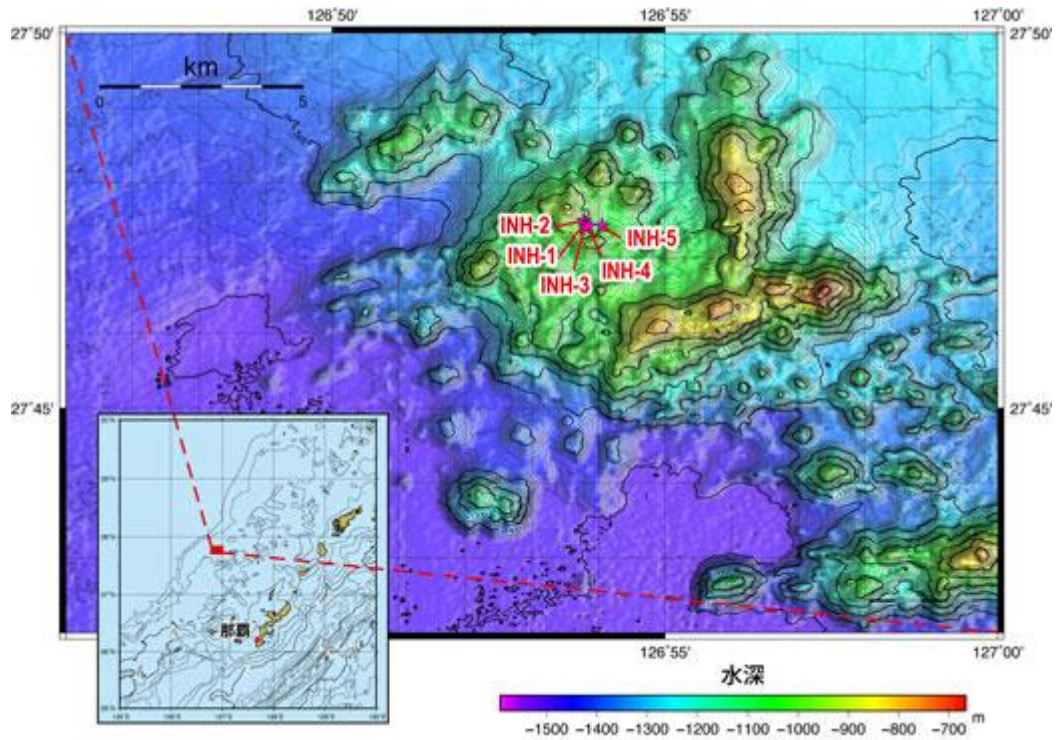 126°50' 126°55' 127°00'
27°50' 27°50'
km
0 5
INH-2 INH-5
INH-1 INH-4
INH-3
27°45' 27°45'
那覇
126°55' 127°00'
水深
-1500 -1400 -1300 -1200 -1100 -1000 -900 -800 -700 m